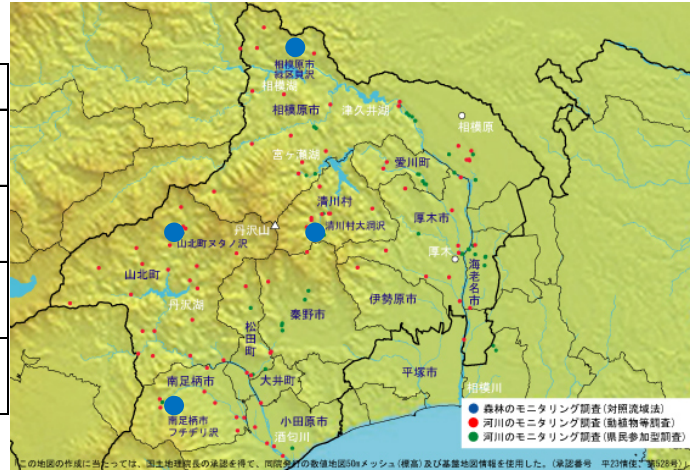 相模原市
緑区貝沢
相模湖
相模原市
津久井湖
相模原
宮ヶ瀬湖
愛川町
清川村
丹沢山
清川村大洞沢
厚木市
山北町ヌタノ沢
厚木
海老名市
山北町
丹沢湖
秦野市
伊勢原市
松田町
南足柄市
大井町
平塚市
相模川
南足柄市
フチヂリ沢
小田原市
酒匂川
森林のモニタリング調査(対照流域法)
河川のモニタリング調査(動植物等調査)
河川のモニタリング調査(県民参加型調査)
「この地図の作成に当たっては、国土地理院長の承認を得て、同院発行の数値地図50mメッシュ(標高)及び基盤地図情報を使用した。(承認番号 平23情使、第528号)」